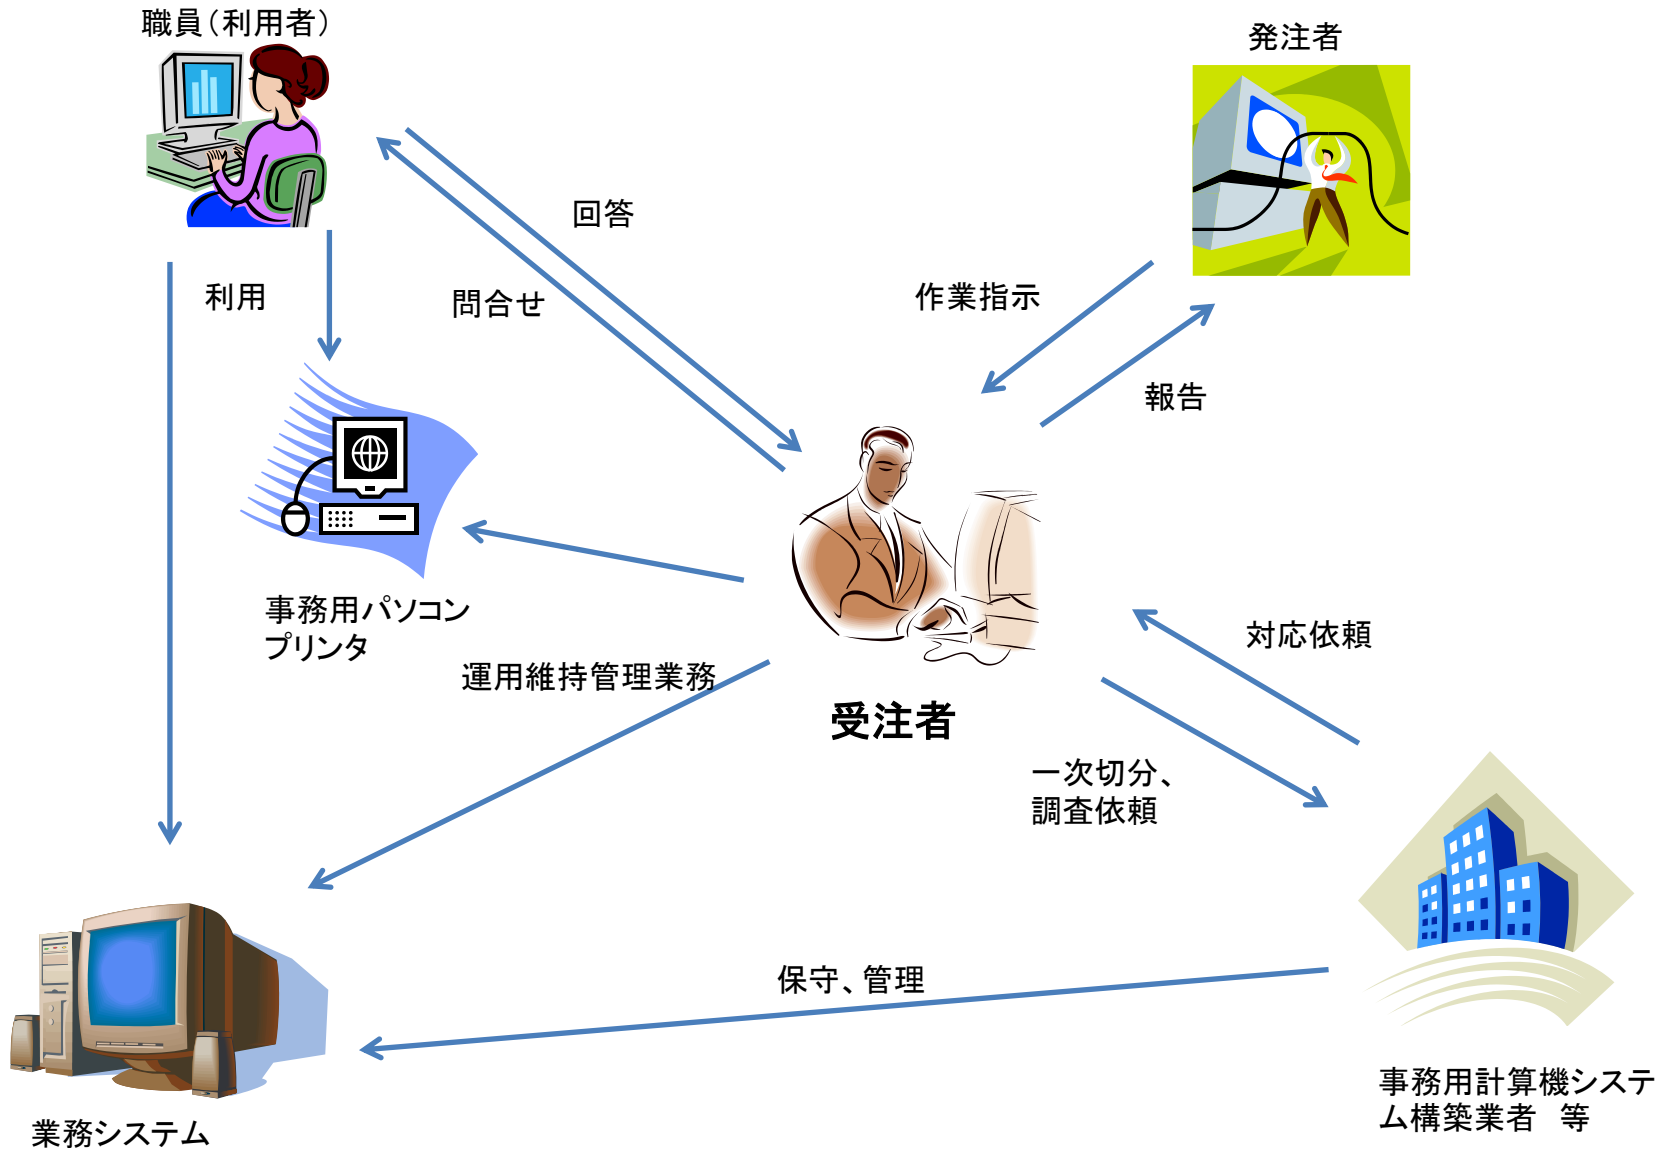 職員（利用者）
発注者
回答
利用
問合せ
作業指示
報告
事務用パソコン
プリンタ
対応依頼
運用維持管理業務
受注者
一次切分、
調査依頼
保守、管理
事務用計算機システ
ム構築業者　等
業務システム